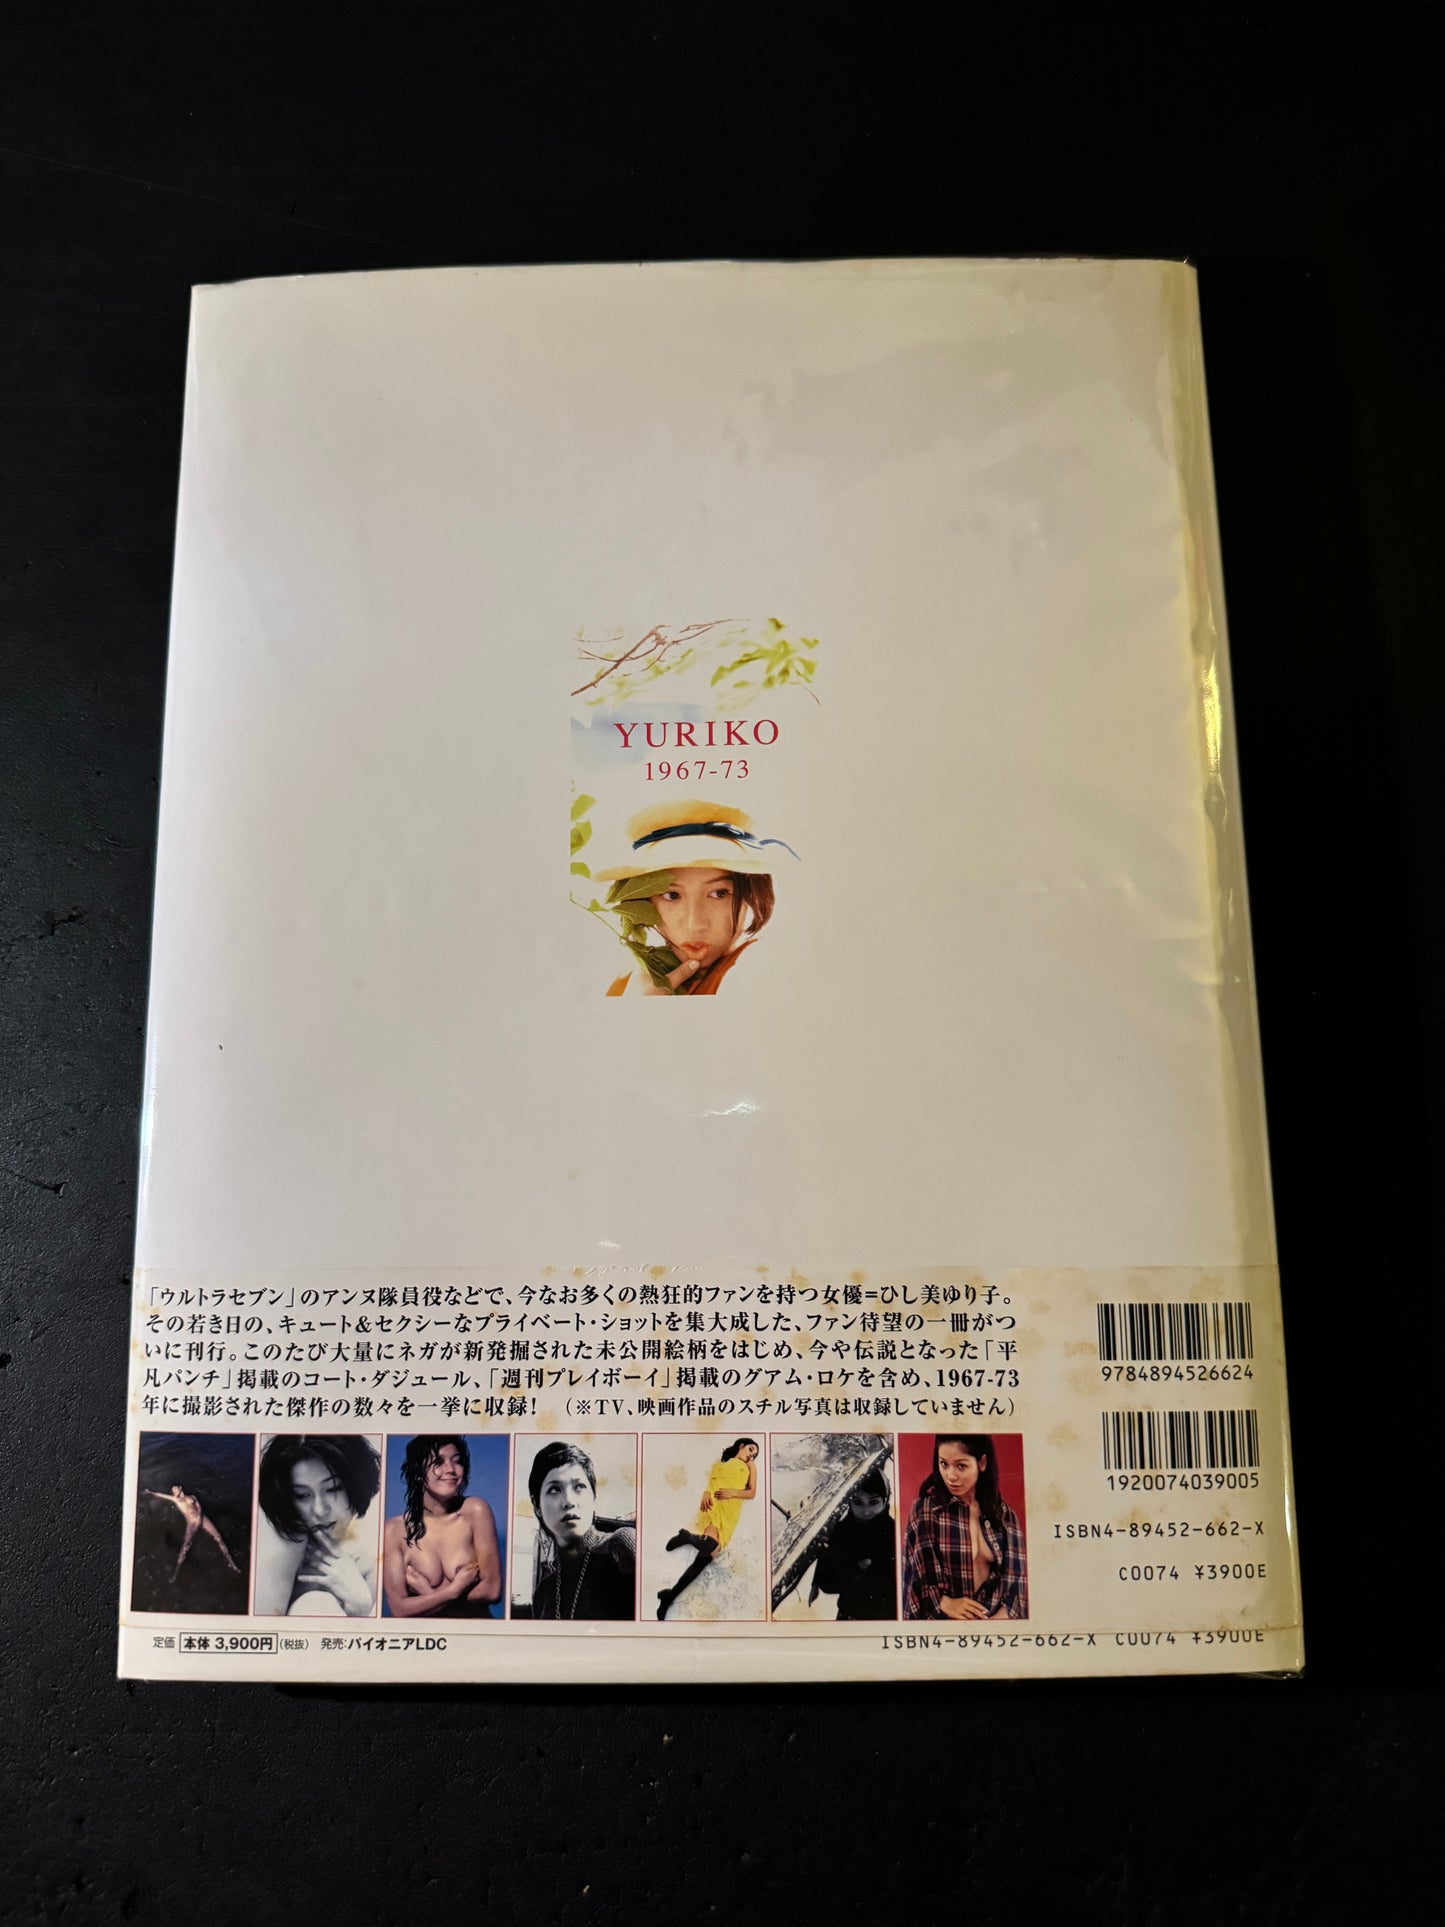 YURIKO
1967-73
「ウルトラセブン」のアンヌ隊員役などで、今なお多くの熱狂的ファンを持つ女優=ひし美ゆり子。
その若き日の、キュート&セクシーなプライベート・ショットを集大成した、ファン待望の一冊がつ
いに刊行。このたび大量にネガが新発掘された未公開絵柄をはじめ、今や伝説となった「平
凡パンチ」掲載のコート・ダジュール、「週刊プレイボーイ」掲載のグアム・ロケを含め、1967-73
年に撮影された傑作の数々を一挙に収録! (※TV、映画作品のスチル写真は収録していません)
9784894526624
1920074039005
ISBN4-89452-662-X
C0074 ¥3900E
定価 本体 3,900円 (税抜) 発売:パイオニアLDC
ISBN4-89452-662-X C0074 ¥3900E